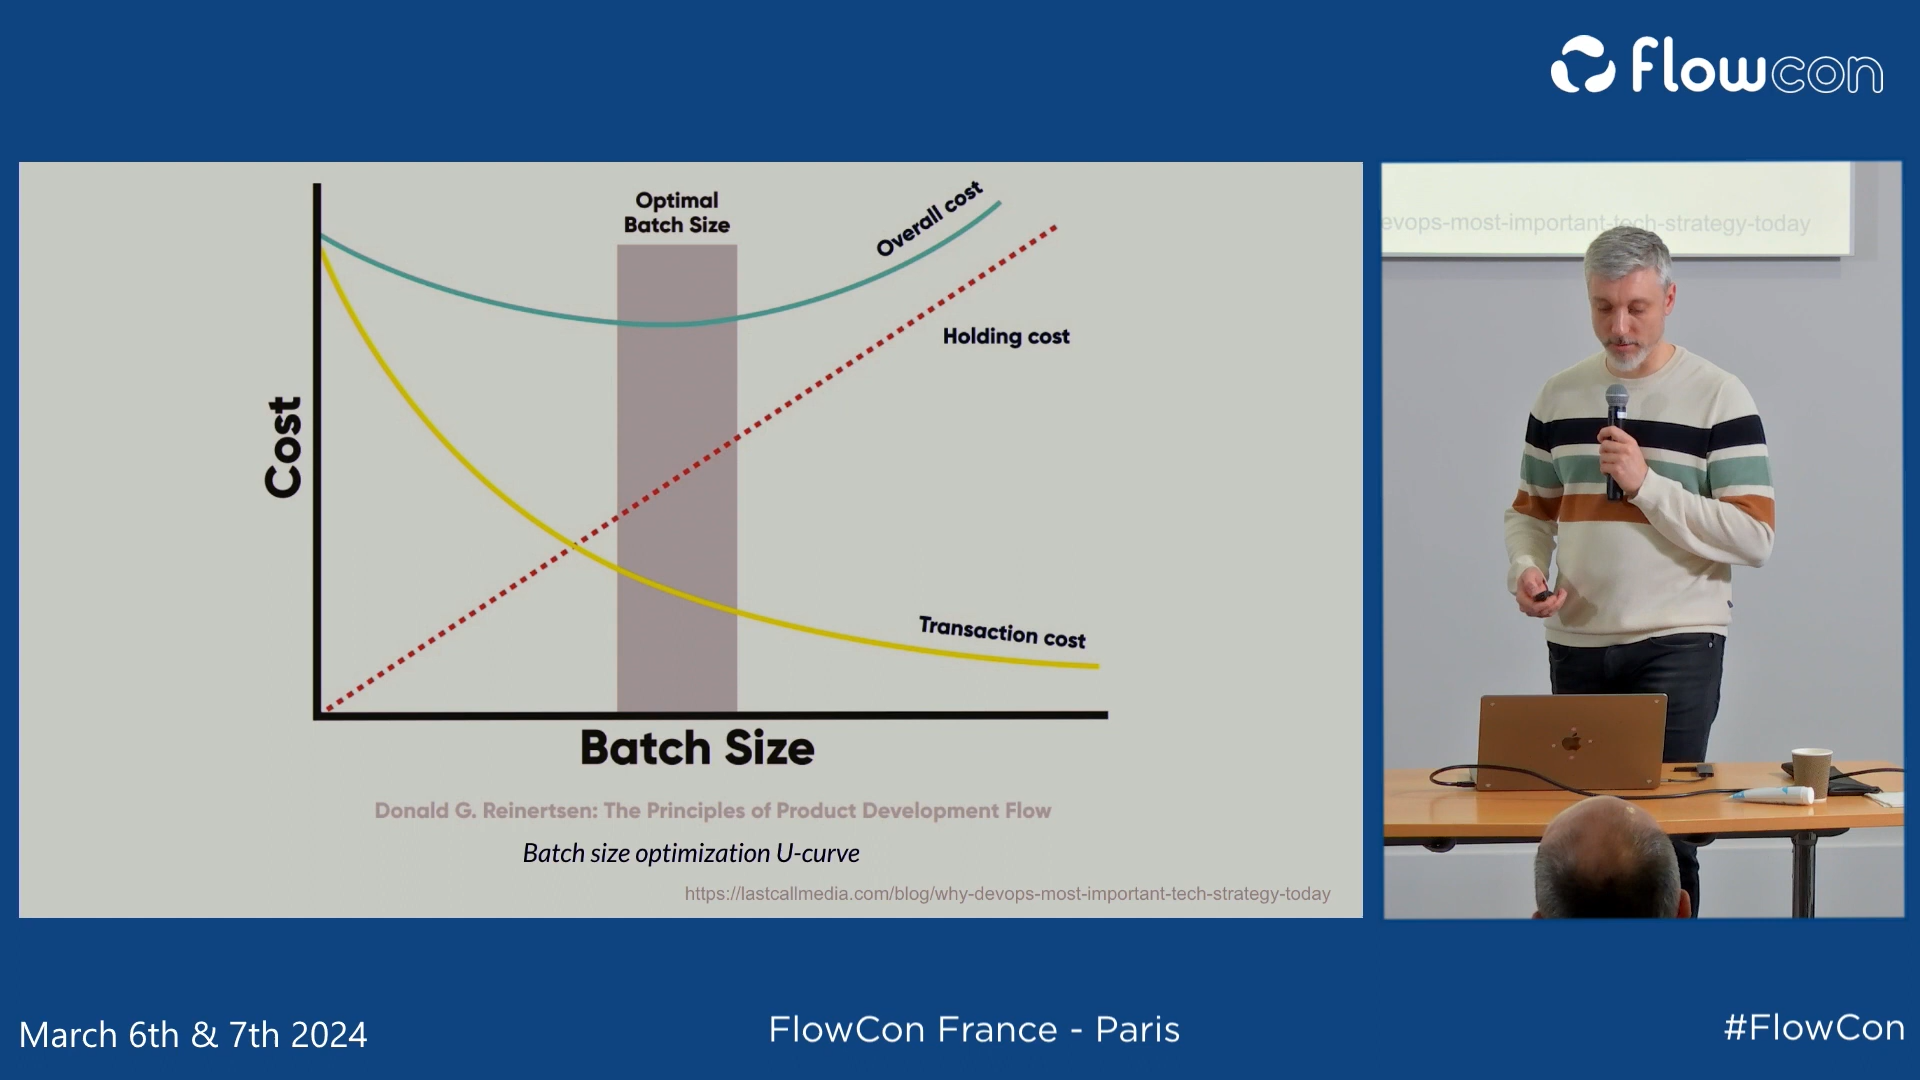 flowcon
Optimal
Batch Size
Overall cost
Holding cost
Cost
Transaction cost
Batch Size
Donald G. Reinertsen: The Principles of Product Development Flow
Batch size optimization U-curve
https://lastcallmedia.com/blog/why-devops-most-important-tech-strategy-today
evops-most-important-tech-strategy-today
March 6th & 7th 2024
FlowCon France - Paris
#FlowCon